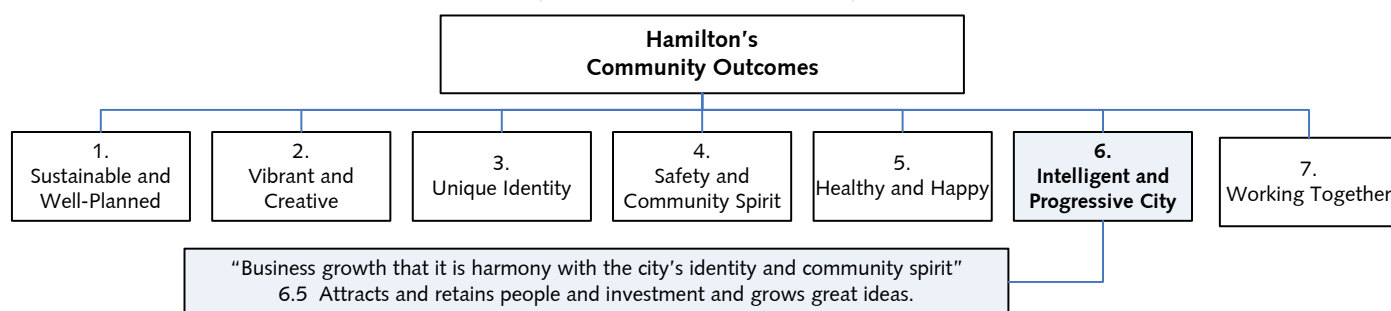 Hamilton's
Community Outcomes
1.
Sustainable and
Well-Planned
2.
Vibrant and
Creative
3.
Unique Identity
4.
Safety and
Community Spirit
5.
Healthy and Happy
6.
Intelligent and
Progressive City
7.
Working Together
“Business growth that it is harmony with the city's identity and community spirit”
6.5 Attracts and retains people and investment and grows great ideas.